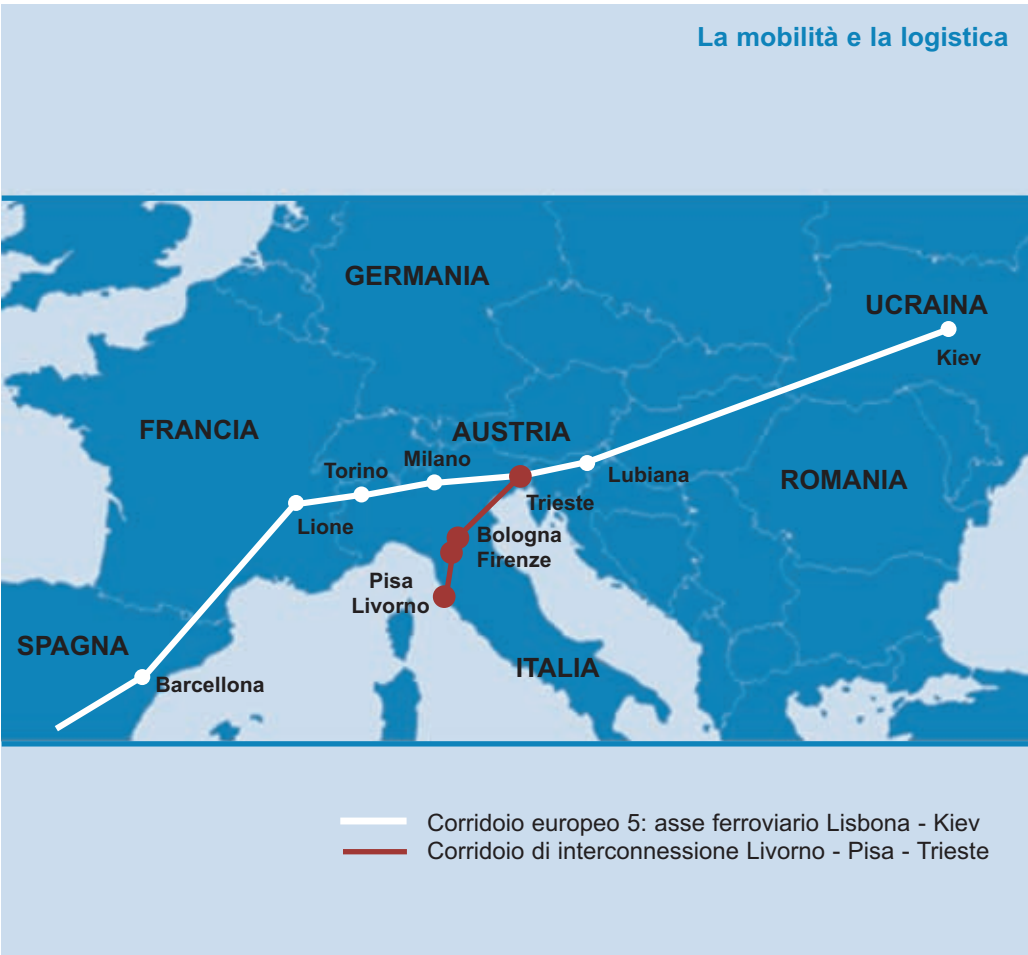 La mobilità e la logistica
GERMANIA
UCRAINA
Kiev
FRANCIA
AUSTRIA
Torino
Milano
Lubiana
ROMANIA
Lione
Trieste
Bologna
Firenze
Pisa
Livorno
SPAGNA
Barcellona
ITALIA
Corridoio europeo 5: asse ferroviario Lisbona - Kiev
Corridoio di interconnessione Livorno - Pisa - Trieste